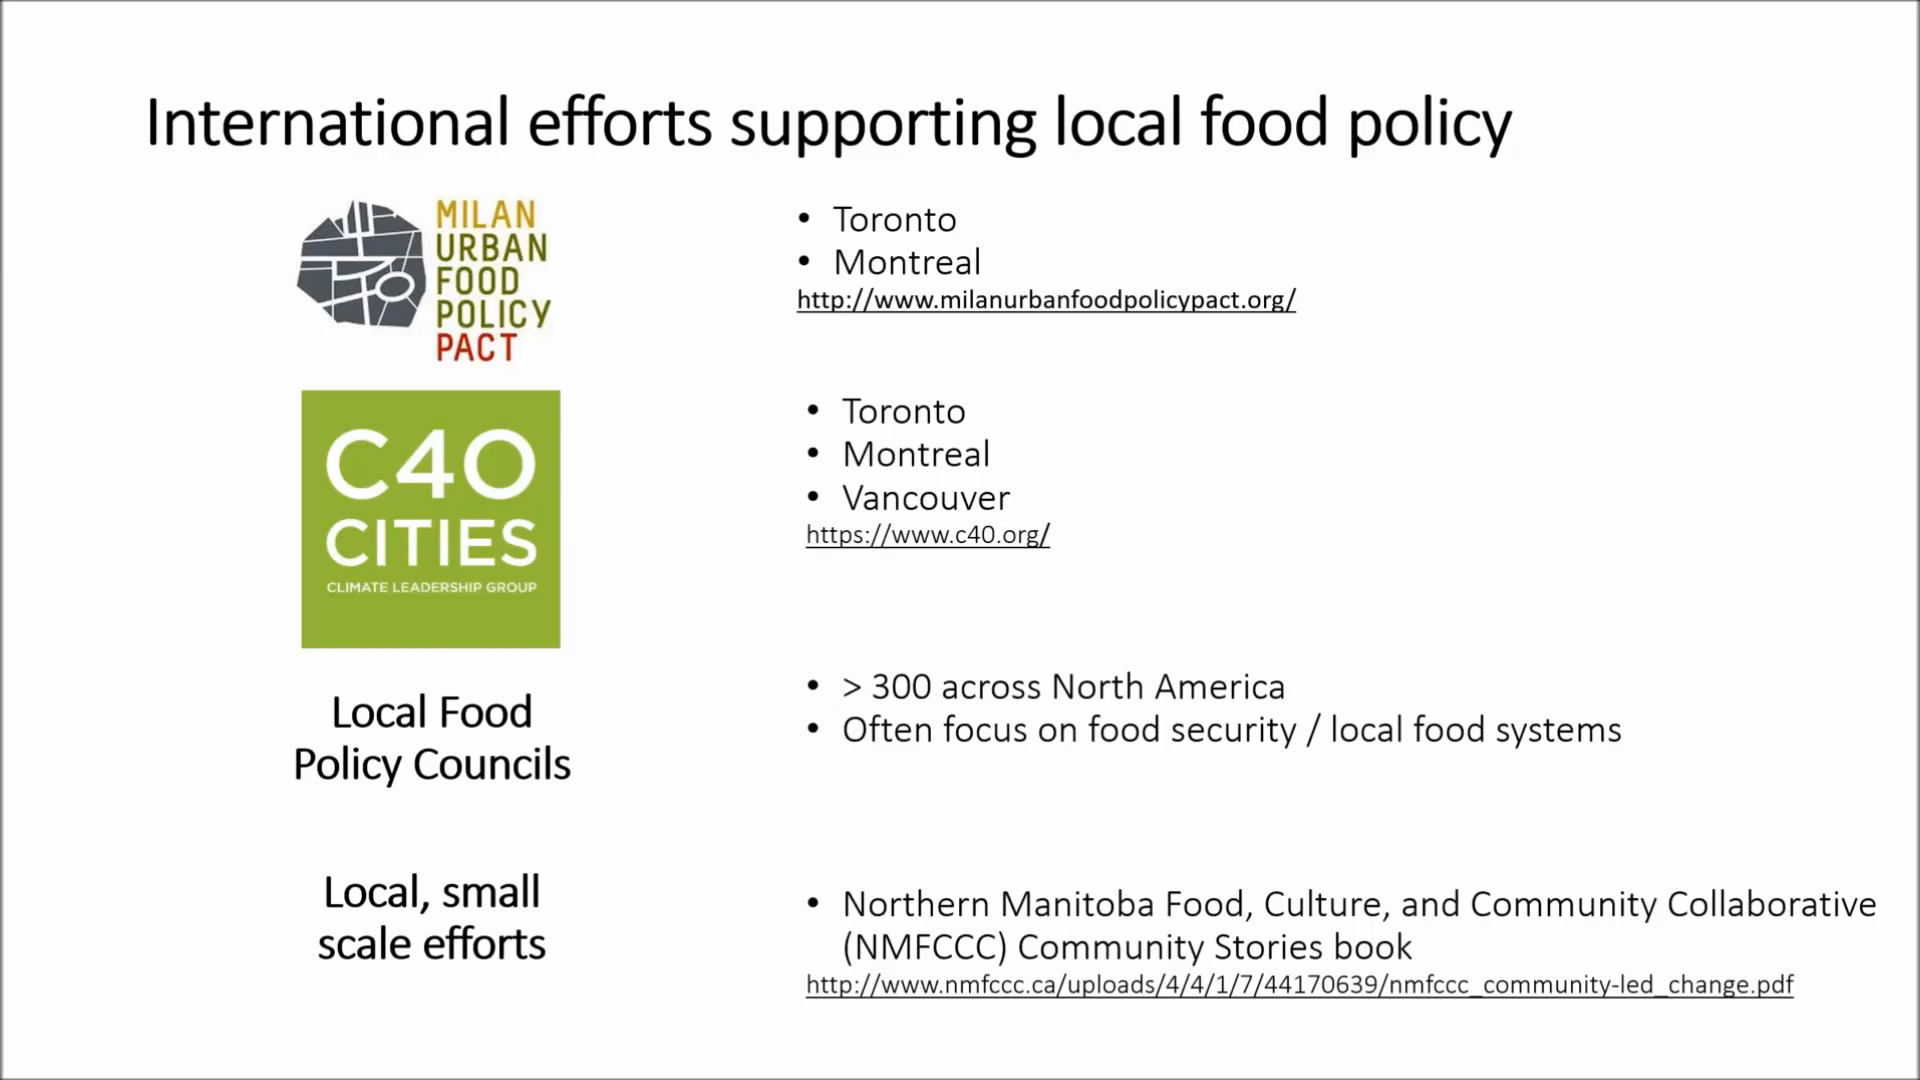 International efforts supporting local food policy
MILAN
URBAN
FOOD
POLICY
PACT
• Toronto
• Montreal
http://www.milanurbanfoodpolicypact.org/
C40
CITIES
CLIMATE LEADERSHIP GROUP
• Toronto
• Montreal
• Vancouver
https://www.c40.org/
Local Food
Policy Councils
• > 300 across North America
• Often focus on food security / local food systems
Local, small
scale efforts
• Northern Manitoba Food, Culture, and Community Collaborative
(NMFCCC) Community Stories book
http://www.nmfccc.ca/uploads/4/4/1/7/44170639/nmfccc_community-led_change.pdf